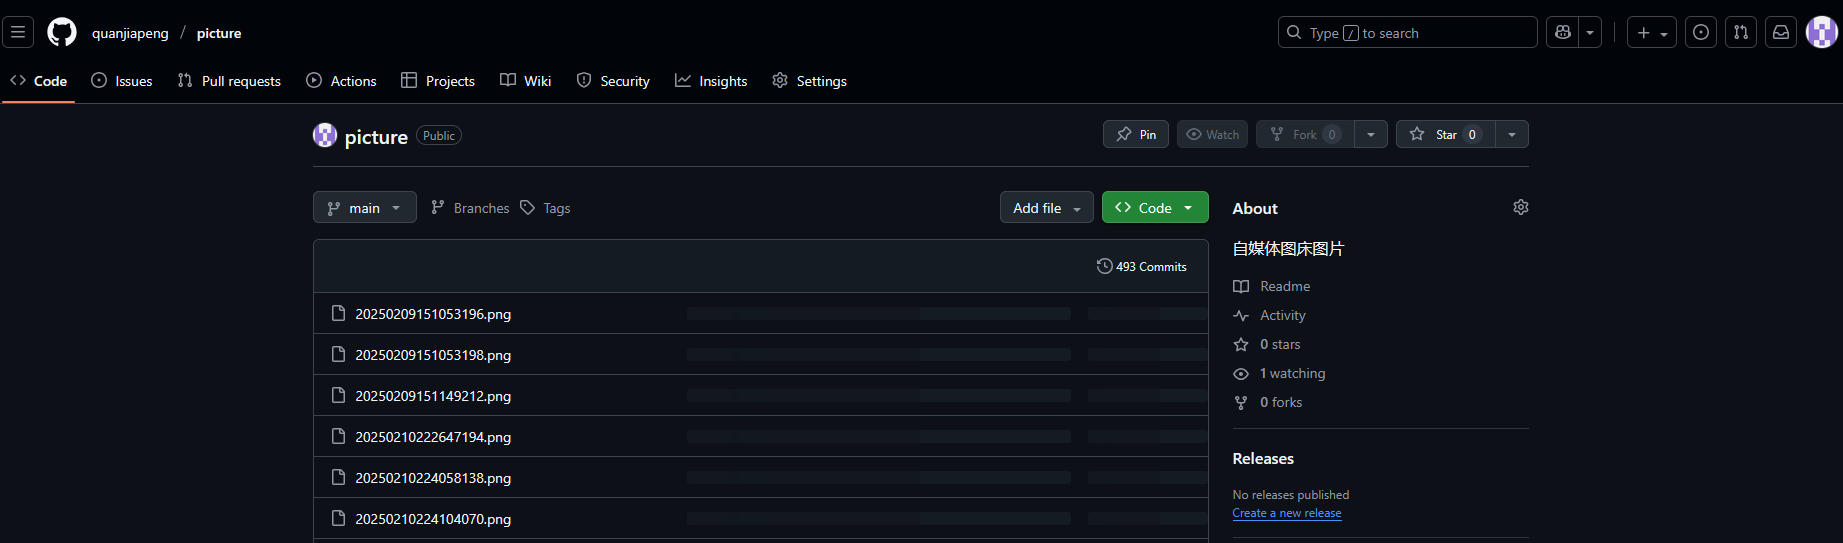 quanjiapeng / picture
Type / to search
Code Issues Pull requests Actions Projects Wiki Security Insights Settings
picture Public
Pin Watch Fork 0 Star 0
main Branches Tags Add file Code
493 Commits
20250209151053196.png
20250209151053198.png
20250209151149212.png
20250210222647194.png
20250210224058138.png
20250210224104070.png
About
自媒体图床图片
Readme
Activity
0 stars
1 watching
0 forks
Releases
No releases published
Create a new release